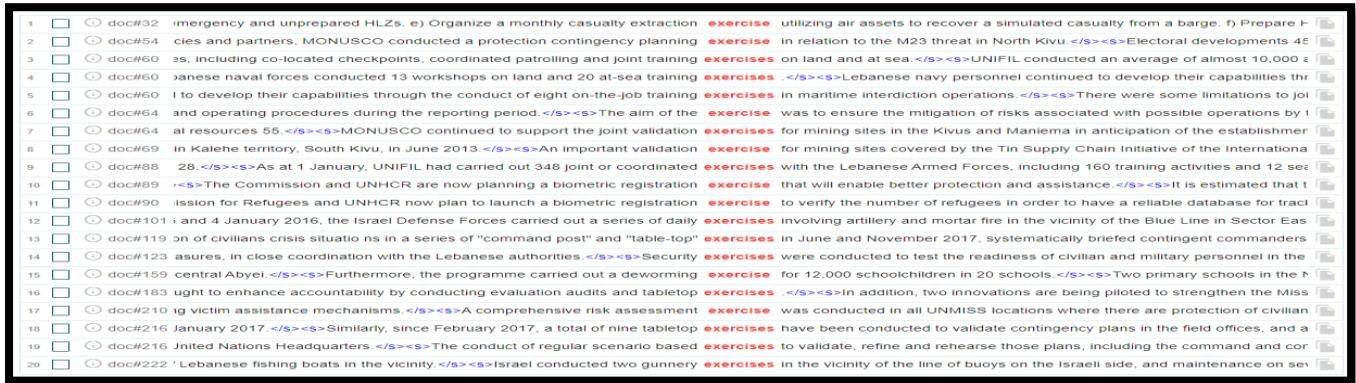 1 doc#32 mergency and unprepared HLZs. e) Organize a monthly casualty extraction exercise utilizing air assets to recover a simulated casualty from a barge. f) Prepare H
2 doc#54 cies and partners, MONUSCO conducted a protection contingency planning exercise in relation to the M23 threat in North Kivu.</s><s>Electoral developments 45
3 doc#60 es, including co-located checkpoints, coordinated patrolling and joint training exercises on land and at sea.</s><s>UNIFIL conducted an average of almost 10,000 a
4 doc#60 banese naval forces conducted 13 workshops on land and 20 at-sea training exercises .</s><s>Lebanese navy personnel continued to develop their capabilities thr
5 doc#60 l to develop their capabilities through the conduct of eight on-the-job training exercises in maritime interdiction operations.</s><s>There were some limitations to joi
6 doc#64 and operating procedures during the reporting period.</s><s>The aim of the exercise was to ensure the mitigation of risks associated with possible operations by t
7 doc#64 al resources 55.</s><s>MONUSCO continued to support the joint validation exercises for mining sites in the Kivus and Maniema in anticipation of the establishmer
8 doc#69 in Kalehe territory, South Kivu, in June 2013.</s><s>An important validation exercise for mining sites covered by the Tin Supply Chain Initiative of the Internationa
9 doc#88 28.</s><s>As at 1 January, UNIFIL had carried out 348 joint or coordinated exercises with the Lebanese Armed Forces, including 160 training activities and 12 sea
10 doc#89 <s>The Commission and UNHCR are now planning a biometric registration exercise that will enable better protection and assistance.</s><s>It is estimated that t
11 doc#90 ission for Refugees and UNHCR now plan to launch a biometric registration exercise to verify the number of refugees in order to have a reliable database for tracl
12 doc#101 and 4 January 2016, the Israel Defense Forces carried out a series of daily exercises involving artillery and mortar fire in the vicinity of the Blue Line in Sector Eas
13 doc#119 on of civilians crisis situatio ns in a series of "command post" and "table-top" exercises in June and November 2017, systematically briefed contingent commanders
14 doc#123 asures, in close coordination with the Lebanese authorities.</s><s>Security exercises were conducted to test the readiness of civilian and military personnel in the
15 doc#159 central Abyei.</s><s>Furthermore, the programme carried out a deworming exercise for 12,000 schoolchildren in 20 schools.</s><s>Two primary schools in the N
16 doc#183 ught to enhance accountability by conducting evaluation audits and tabletop exercises .</s><s>In addition, two innovations are being piloted to strengthen the Miss
17 doc#210 ng victim assistance mechanisms.</s><s>A comprehensive risk assessment exercise was conducted in all UNMISS locations where there are protection of civilian
18 doc#216 January 2017.</s><s>Similarly, since February 2017, a total of nine tabletop exercises have been conducted to validate contingency plans in the field offices, and a
19 doc#216 United Nations Headquarters.</s><s>The conduct of regular scenario based exercises to validate, refine and rehearse those plans, including the command and cor
20 doc#222 Lebanese fishing boats in the vicinity.</s><s>Israel conducted two gunnery exercises in the vicinity of the line of buoys on the Israeli side, and maintenance on sev